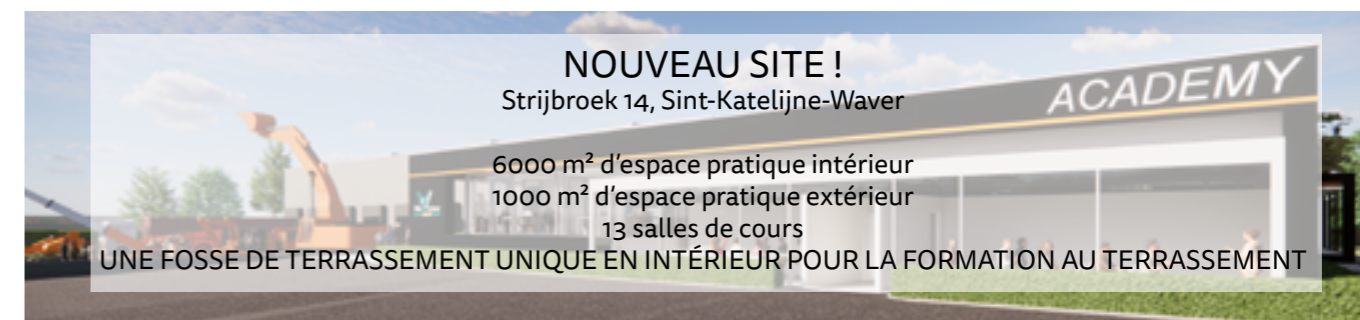 NOUVEAU SITE !
Strijbroek 14, Sint-Katelijne-Waver
ACADEMY
6000 m² d'espace pratique intérieur
1000 m² d'espace pratique extérieur
13 salles de cours
UNE FOSSE DE TERRASSEMENT UNIQUE EN INTÉRIEUR POUR LA FORMATION AU TERRASSEMENT